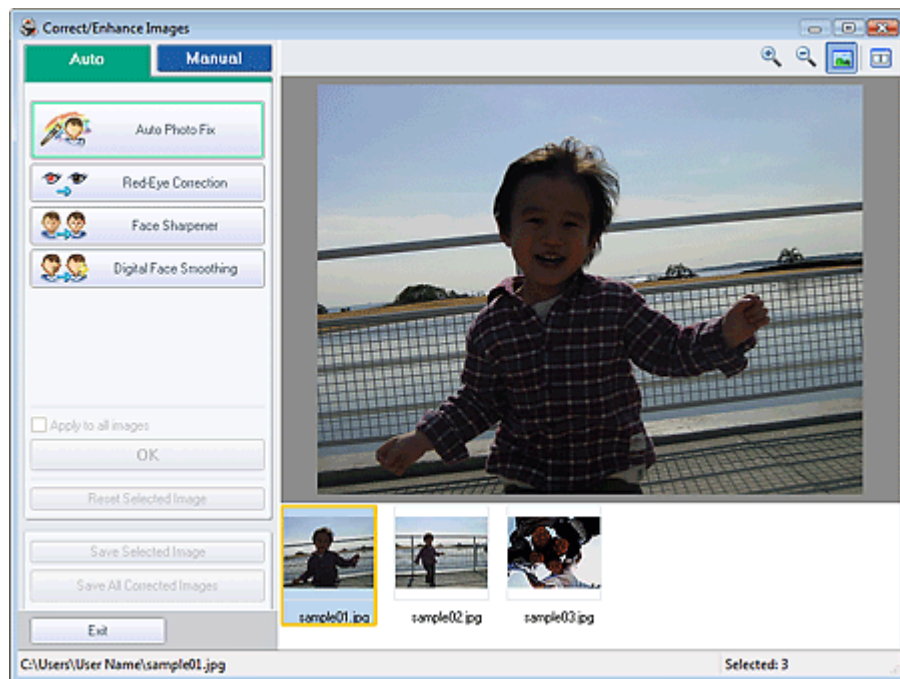 Correct/Enhance Images
Auto
Manual
Auto Photo Fix
Red-Eye Correction
Face Sharpener
Digital Face Smoothing
Apply to all images
OK
Reset Selected Image
Save Selected Image
Save All Corrected Images
Exit
sample01.jpg
sample02.jpg
sample03.jpg
C:\Users\User Name\sample01.jpg
Selected: 3